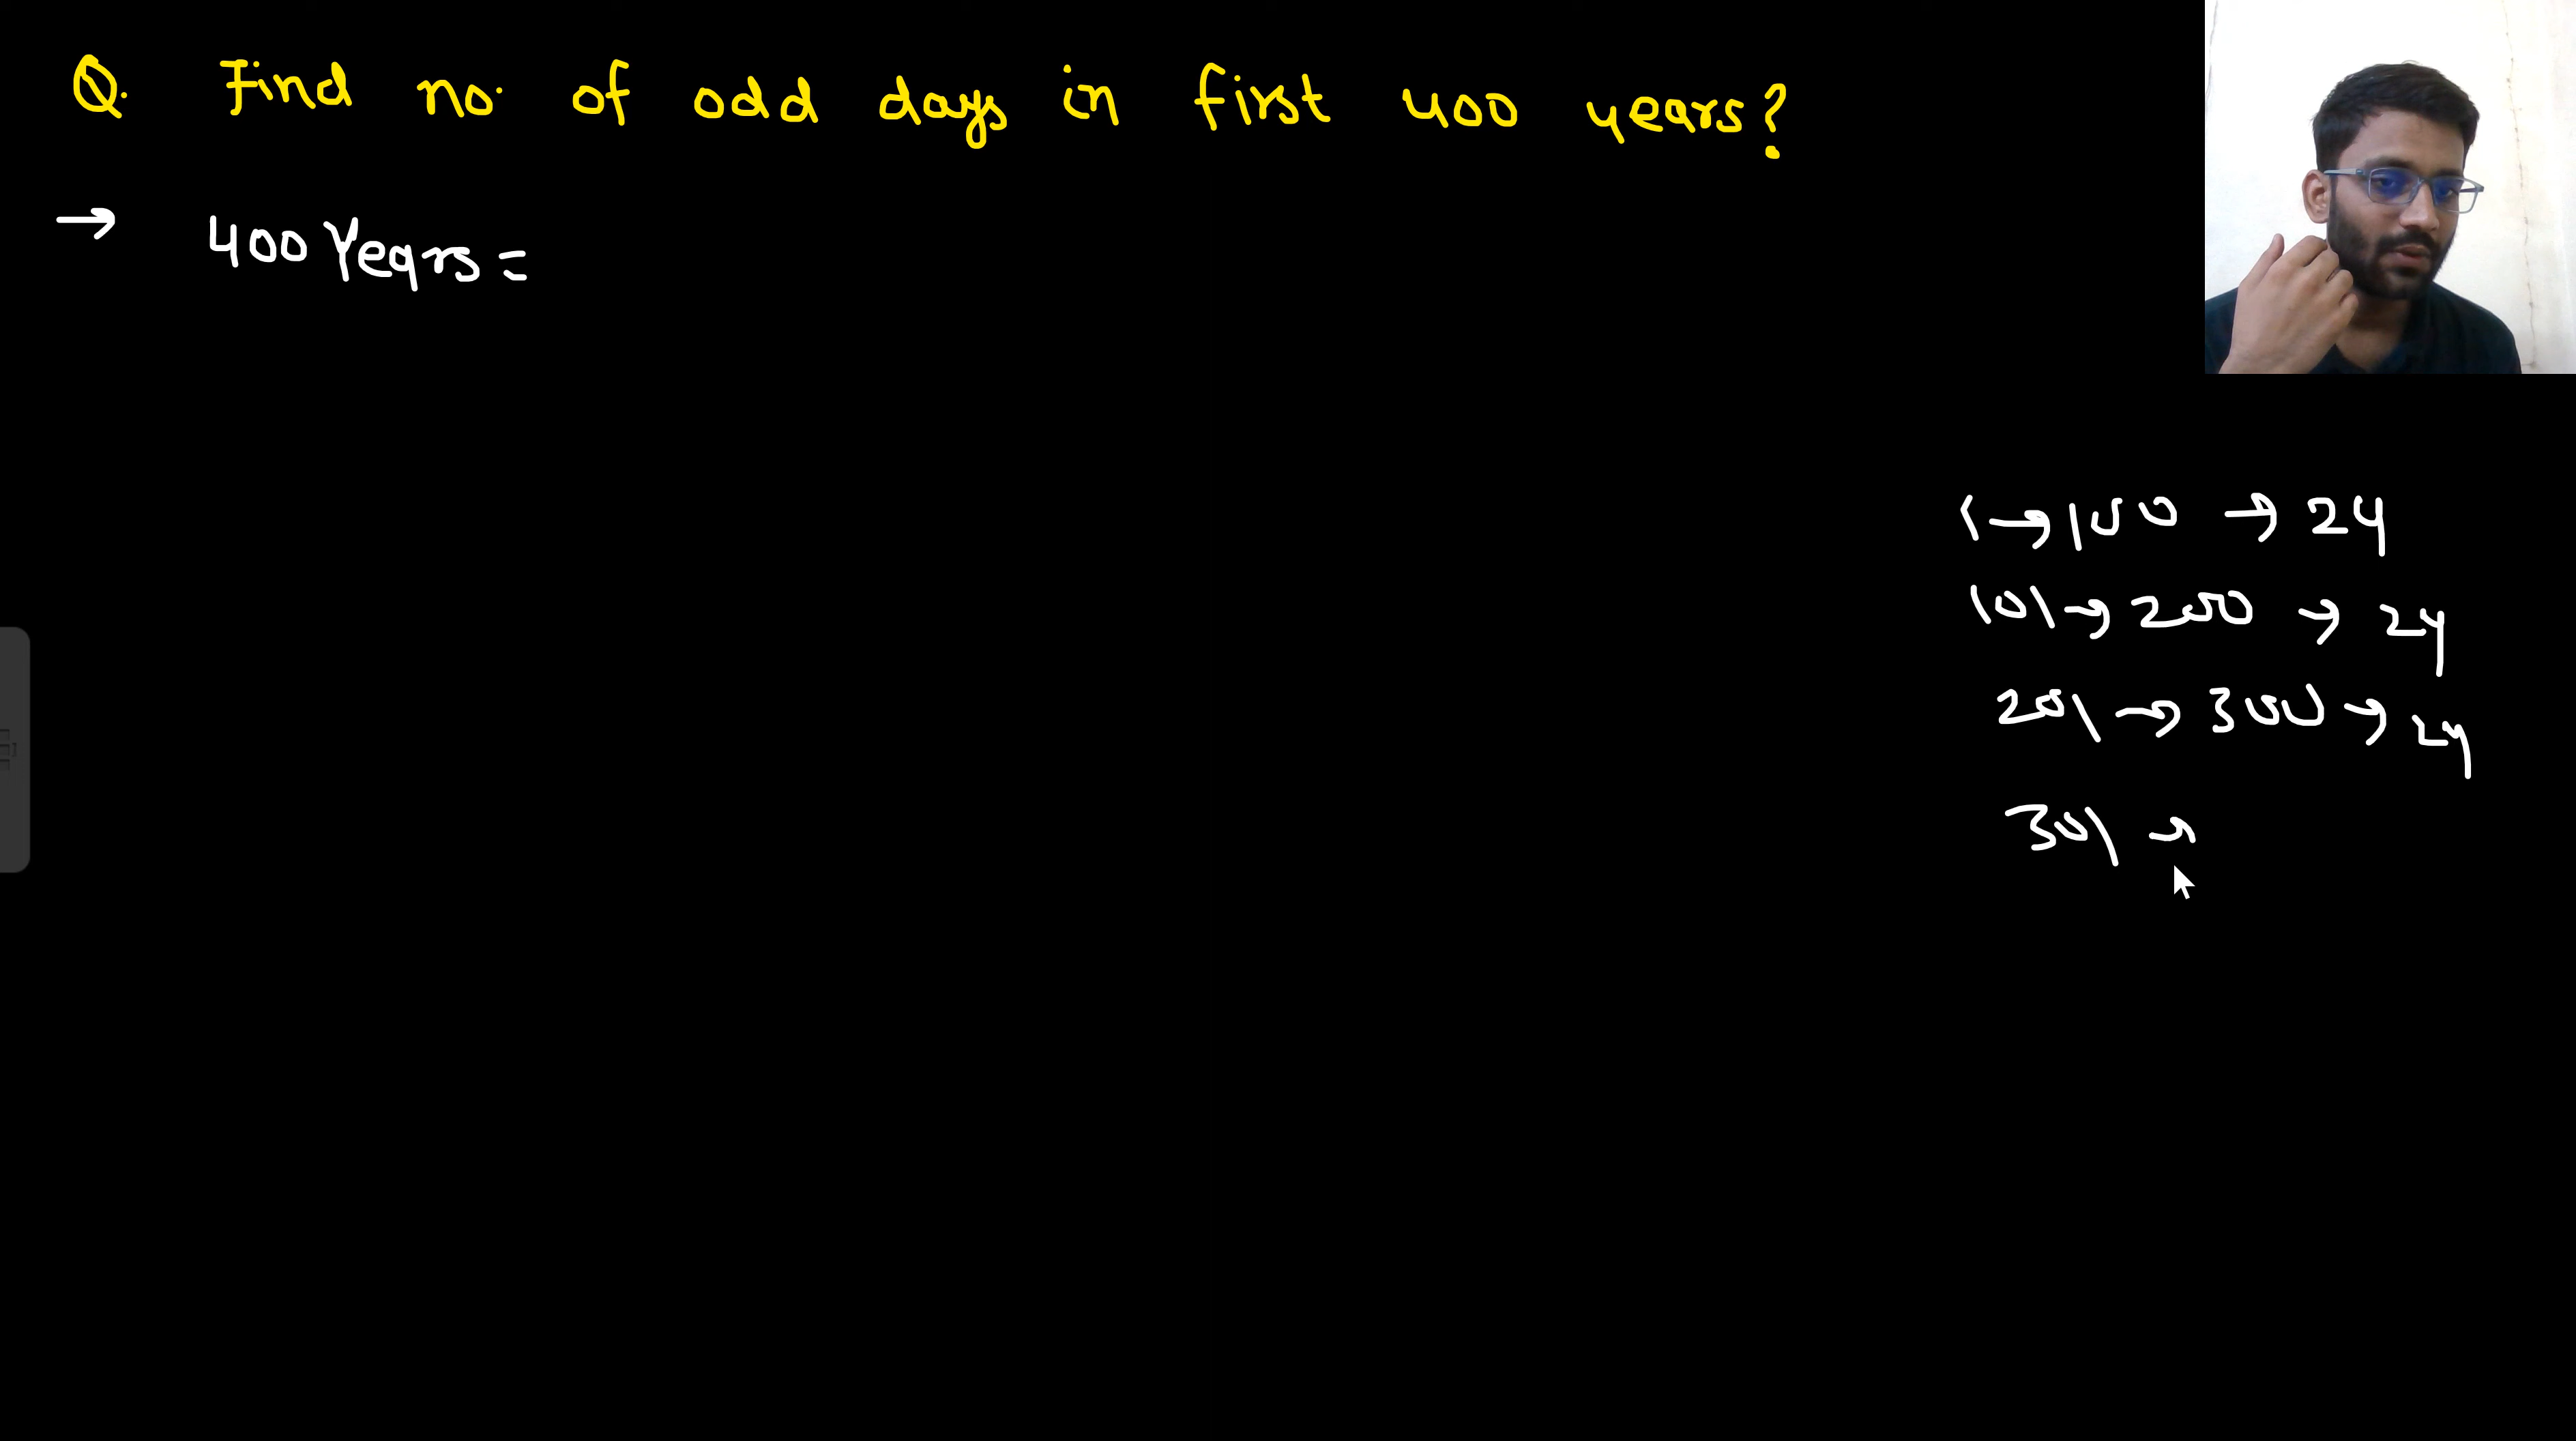 Q. Find no. of odd days in first 400 years?
→ 400 Years =
1 → 100 → 24
101 → 200 → 24
201 → 300 → 24
301 →